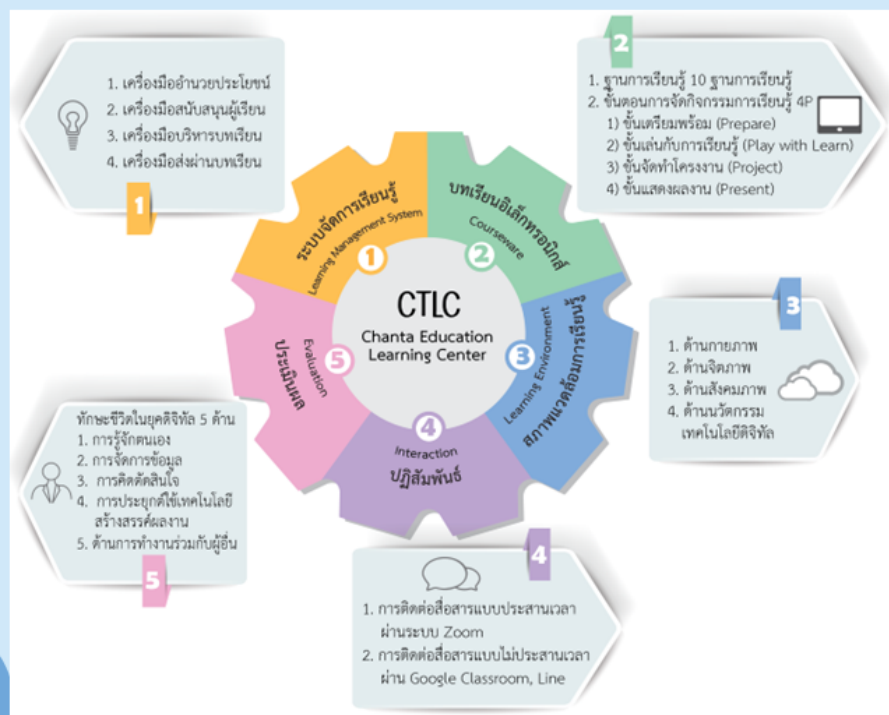 1. เครื่องมืออำนวยประโยชน์
2. เครื่องมือสนับสนุนผู้เรียน
3. เครื่องมือบริหารบทเรียน
4. เครื่องมือส่งผ่านบทเรียน
1
2
1. ฐานการเรียนรู้ 10 ฐานการเรียนรู้
2. ขั้นตอนการจัดกิจกรรมการเรียนรู้ 4P
1) ขั้นเตรียมพร้อม (Prepare)
2) ขั้นเล่นกับการเรียนรู้ (Play with Learn)
3) ขั้นจัดทำโครงงาน (Project)
4) ขั้นแสดงผลงาน (Present)
ระบบจัดการเรียนรู้
Learning Management System
1
บทเรียนอิเล็กทรอนิกส์
Courseware
2
CTLC
Chanta Education
Learning Center
สภาพแวดล้อมการเรียนรู้
Learning Environment
3
4
Interaction
ปฏิสัมพันธ์
5
Evaluation
ประเมินผล
3
1. ด้านกายภาพ
2. ด้านจิตภาพ
3. ด้านสังคมภาพ
4. ด้านนวัตกรรม
เทคโนโลยีดิจิทัล
ทักษะชีวิตในยุคดิจิทัล 5 ด้าน
1. การรู้จักตนเอง
2. การจัดการข้อมูล
3. การคิดตัดสินใจ
4. การประยุกต์ใช้เทคโนโลยี
สร้างสรรค์ผลงาน
5. ด้านการทำงานร่วมกับผู้อื่น
5
4
1. การติดต่อสื่อสารแบบประสานเวลา
ผ่านระบบ Zoom
2. การติดต่อสื่อสารแบบไม่ประสานเวลา
ผ่าน Google Classroom, Line